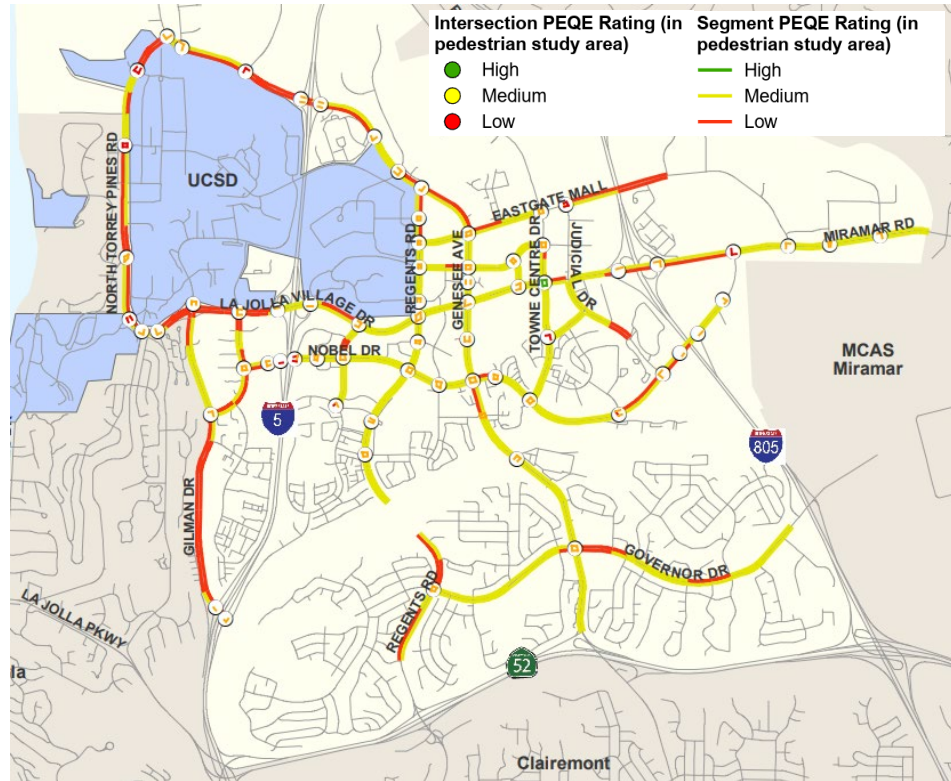 Intersection PEQE Rating (in
pedestrian study area)
High
Medium
Low
Segment PEQE Rating (in
pedestrian study area)
High
Medium
Low
UCSD
NORTH TORREY PINES RD
EASTGATE MALL
JUDICIAL DR
MIRAMAR RD
REGENTS RD
GENESEE AVE
TOWNE CENTRE DR
LA JOLLA VILLAGE DR
NOBEL DR
MCAS
Miramar
5
805
GILMAN DR
GOVERNOR DR
REGENTS RD
LA JOLLA PKWY
52
la
Clairemont